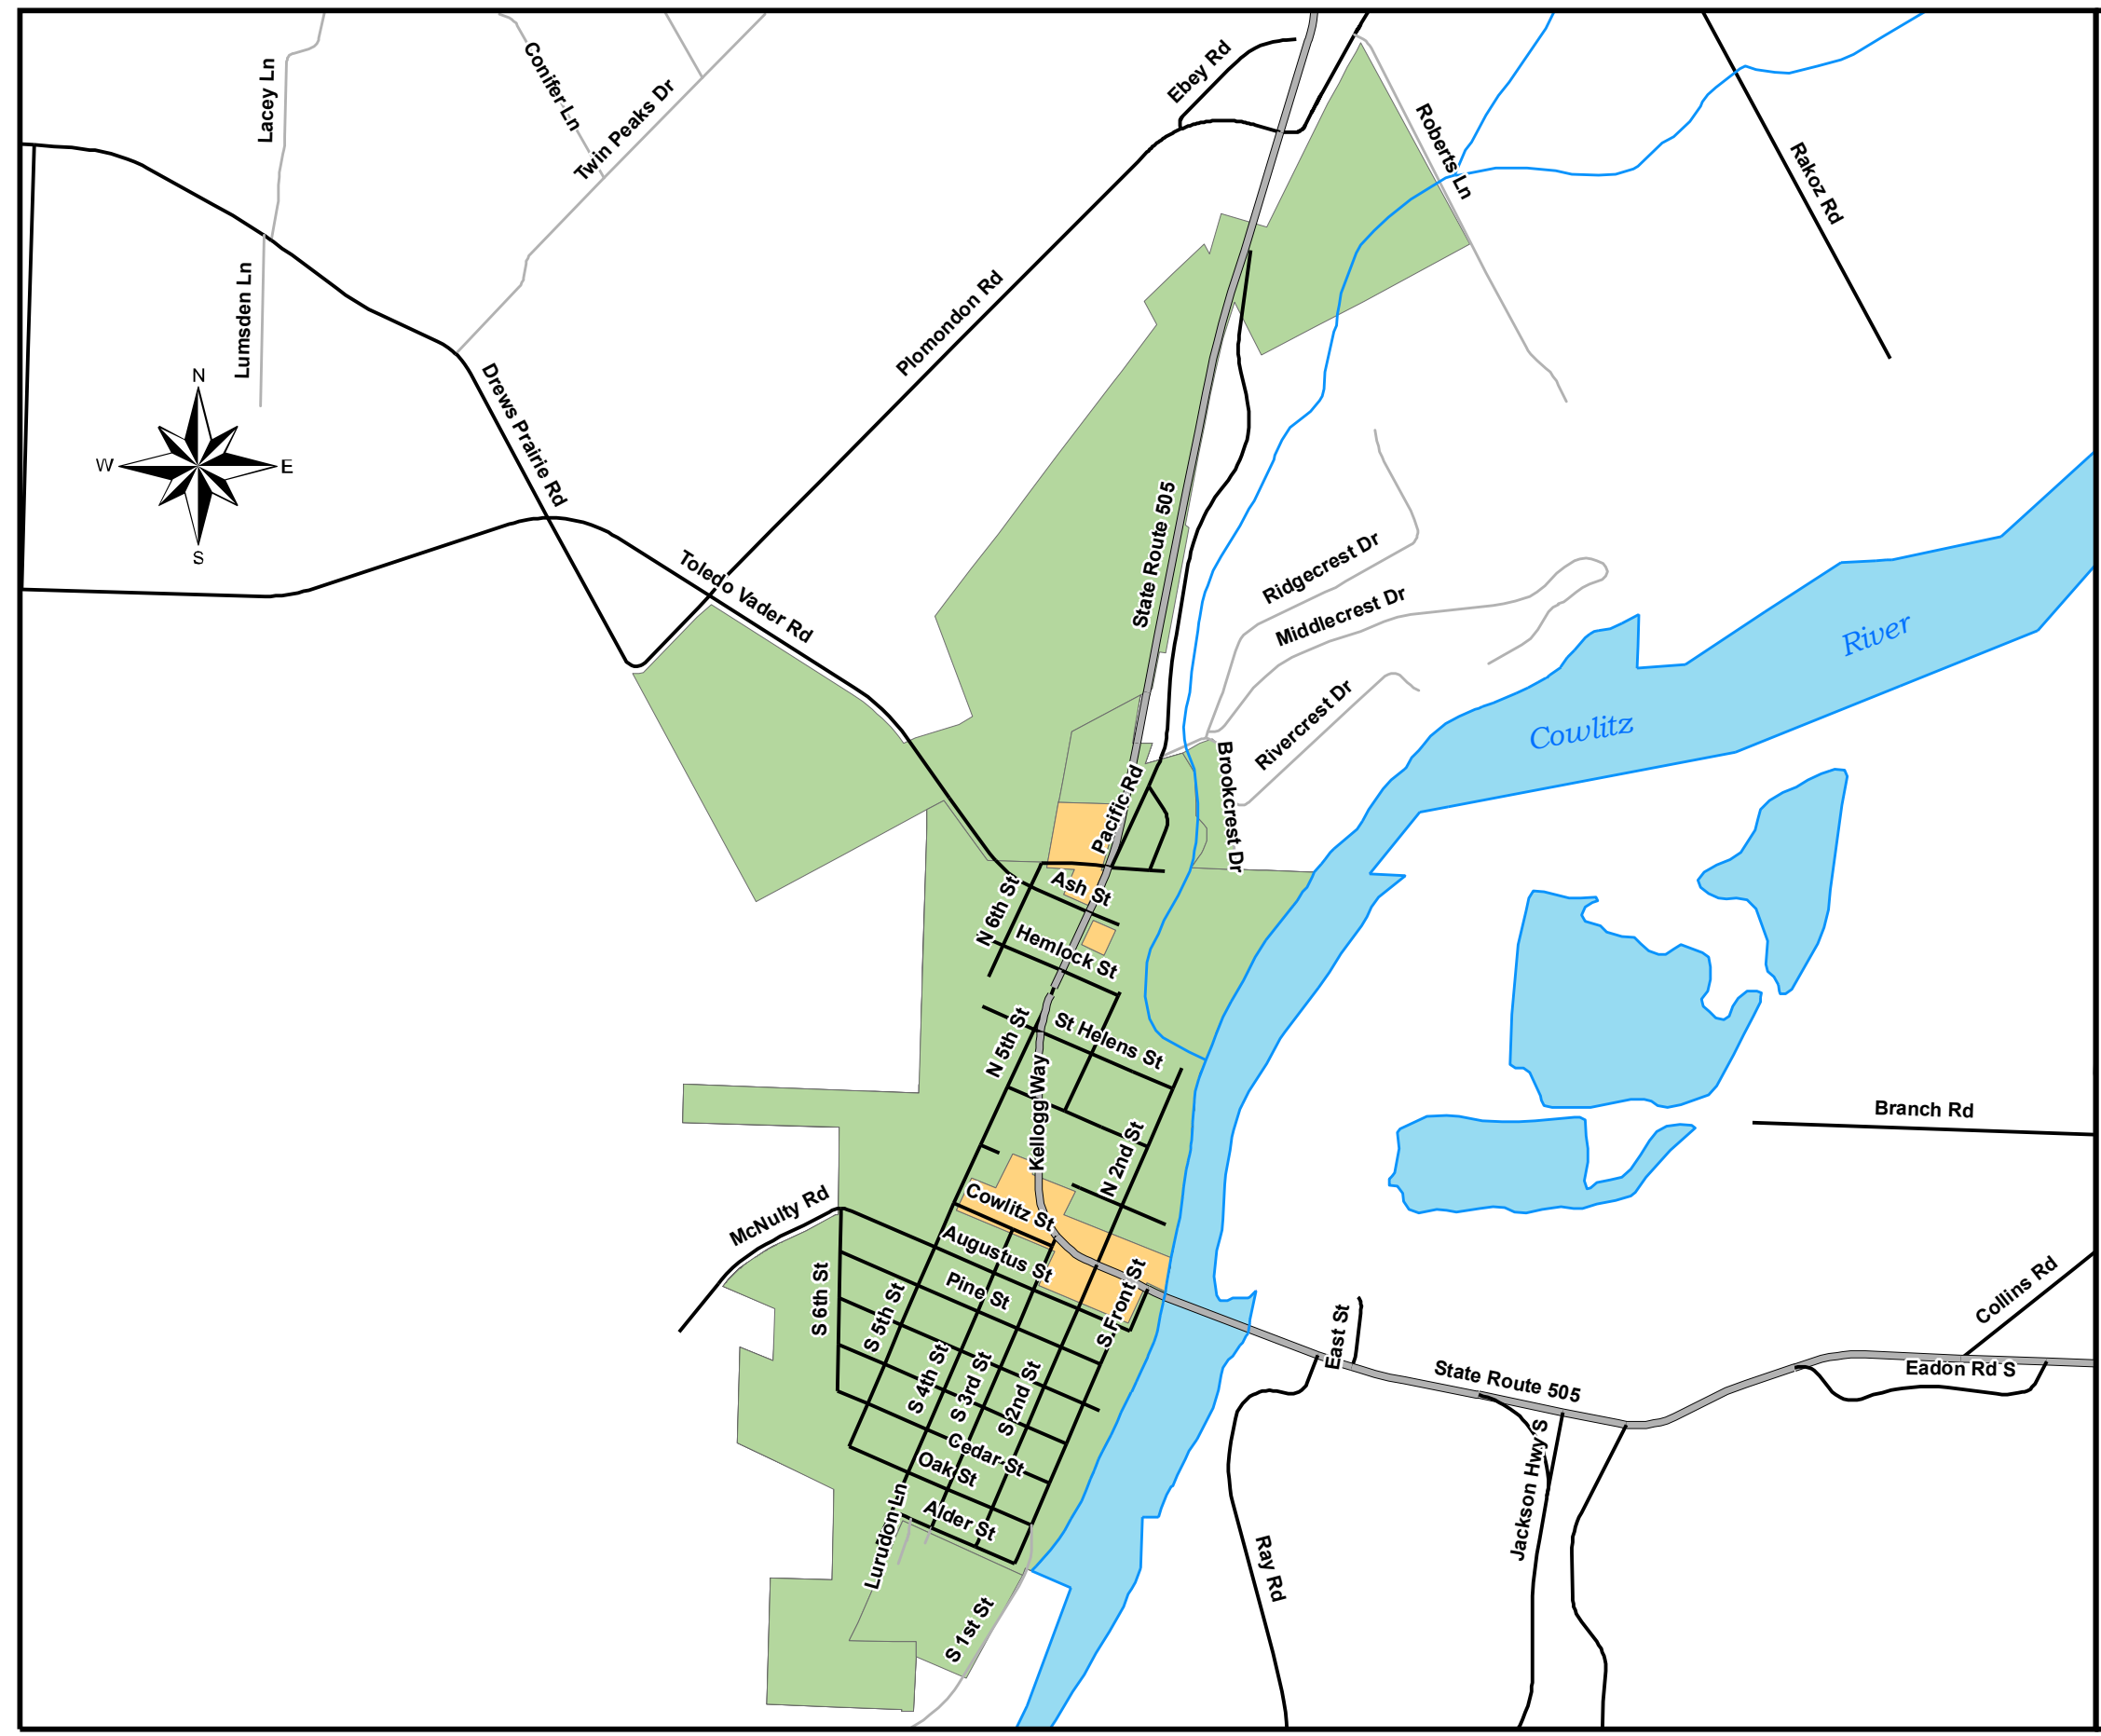 Ebey Rd
Lacey Ln
Conifer Ln
Twin Peaks Dr
Roberts Ln
Rakoz Rd
Lumsden Ln
Plomondon Rd
N
W
E
S
Drews Prairie Rd
State Route 505
Toledo Vader Rd
Ridgecrest Dr
Middlecrest Dr
River
Cowlitz
Rivercrest Dr
Brookcrest Dr
Pacific Rd
Ash St
N 6th St
Hemlock St
N 5th St
St Helens St
Kellogg Way
Branch Rd
N 2nd St
McNulty Rd
Cowlitz St
Augustus St
Pine St
S Front St
S 6th St
S 5th St
East St
Collins Rd
Eadon Rd S
State Route 505
S 4th St
S 3rd St
S 2nd St
Cedar St
Oak St
Jackson Hwy S
Alder St
Lurudon Ln
Ray Rd
S 1st St